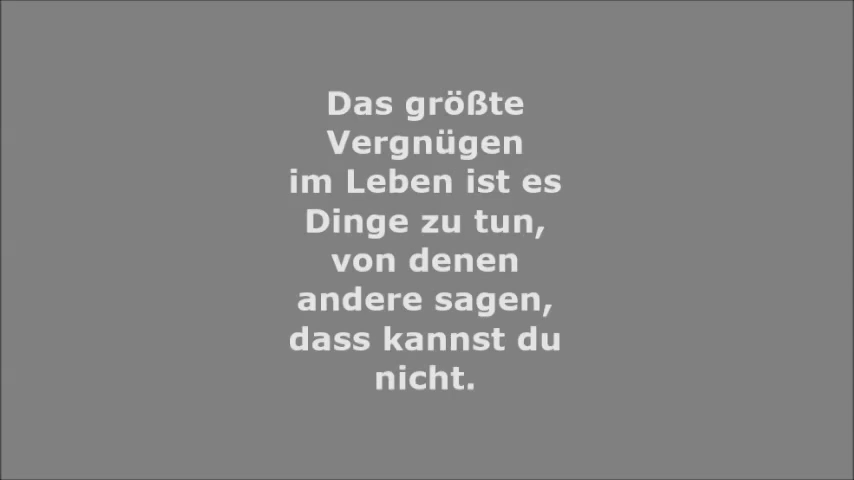 Das größte
Vergnügen
im Leben ist es
Dinge zu tun,
von denen
andere sagen,
dass kannst du
nicht.